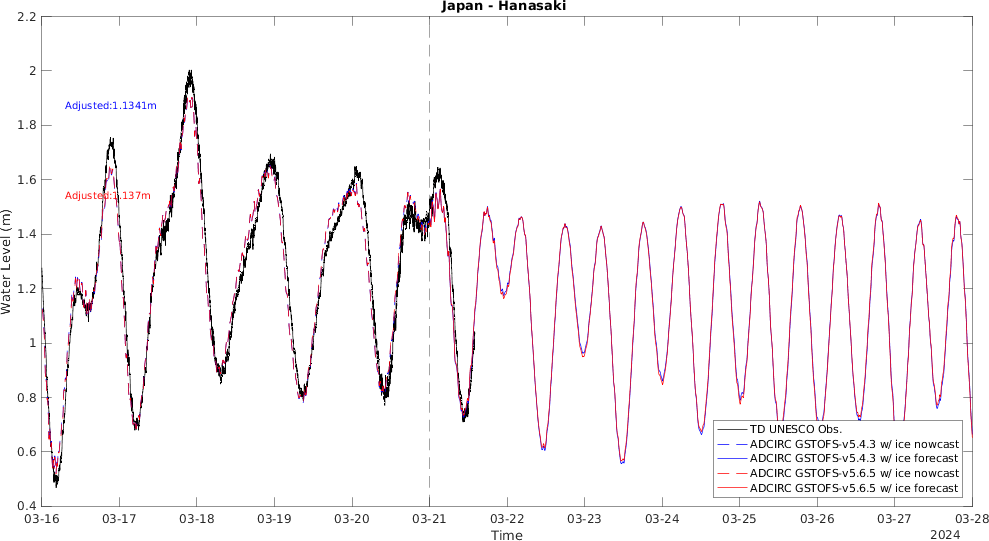 Japan - Hanasaki
2.2
2
1.8
1.6
1.4
1.2
1
0.8
0.6
0.4
Water Level (m)
Adjusted:1.1341m
Adjusted:1.137m
TD UNESCO Obs.
ADCIRC GSTOFS-v5.4.3 w/ ice nowcast
ADCIRC GSTOFS-v5.4.3 w/ ice forecast
ADCIRC GSTOFS-v5.6.5 w/ ice nowcast
ADCIRC GSTOFS-v5.6.5 w/ ice forecast
03-16 03-17 03-18 03-19 03-20 03-21 03-22 03-23 03-24 03-25 03-26 03-27 03-28
Time
2024